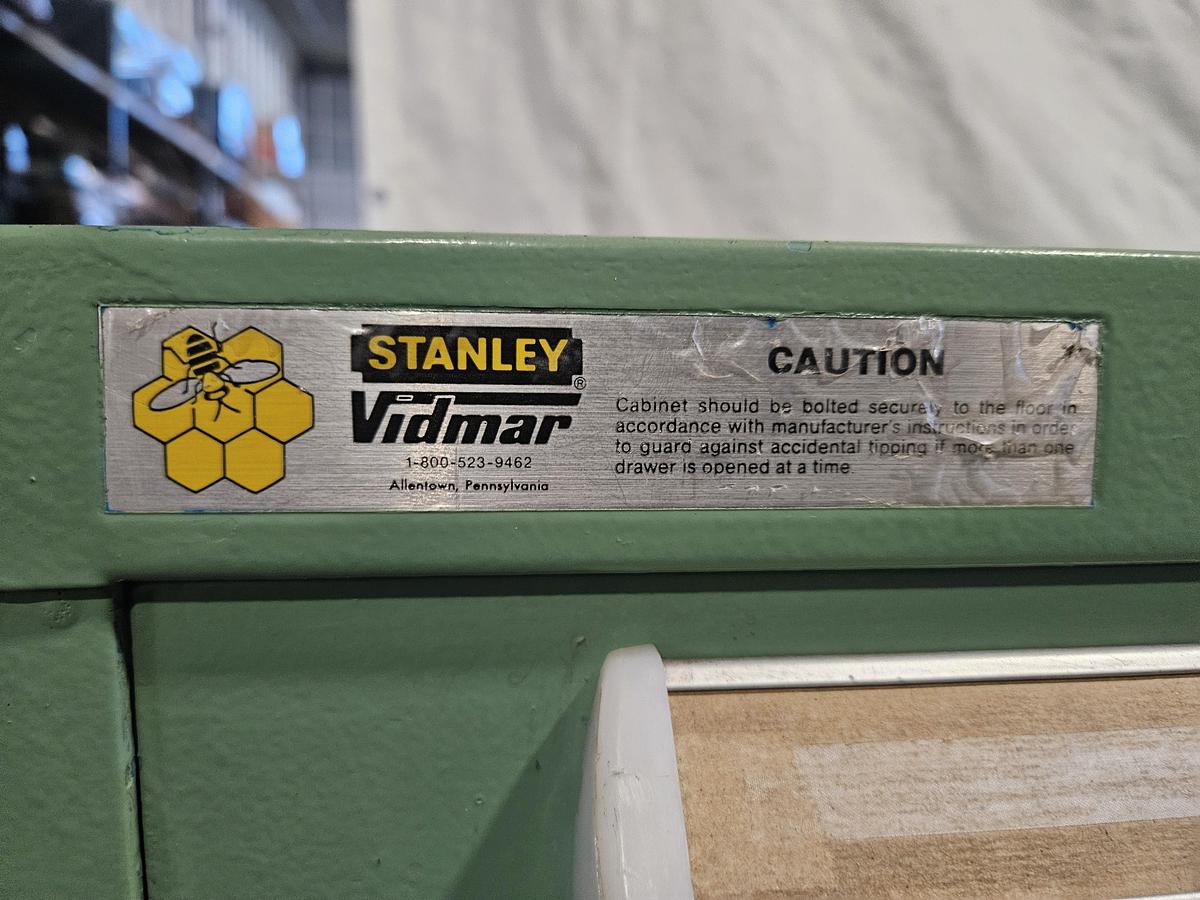 STANLEY
®
Vidmar
1-800-523-9462
Allentown, Pennsylvania
CAUTION
Cabinet should be bolted securely to the floor in
accordance with manufacturer's instructions in order
to guard against accidental tipping if more than one
drawer is opened at a time.